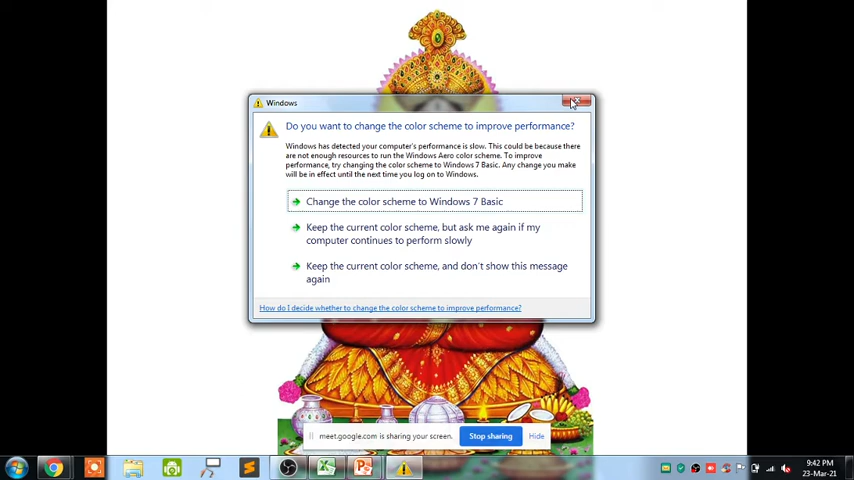 Windows
Do you want to change the color scheme to improve performance?
Windows has detected your computer's performance is slow. This could be because there
are not enough resources to run the Windows Aero color scheme. To improve
performance, try changing the color scheme to Windows 7 Basic. Any change you make
will be in effect until the next time you log on to Windows.
Change the color scheme to Windows 7 Basic
Keep the current color scheme, but ask me again if my
computer continues to perform slowly
Keep the current color scheme, and don't show this message
again
How do I decide whether to change the color scheme to improve performance?
meet.google.com is sharing your screen.
Stop sharing
Hide
9:42 PM
23-Mar-21